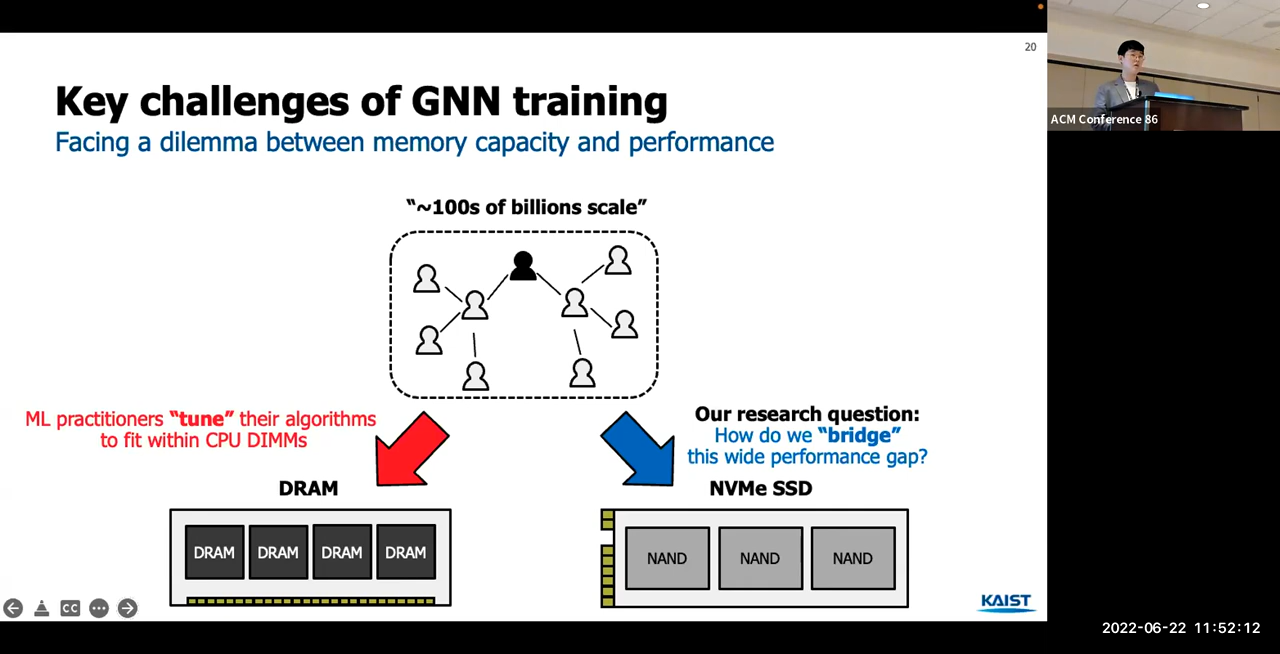 20
Key challenges of GNN training
Facing a dilemma between memory capacity and performance
ACM Conference 86
“~100s of billions scale”
ML practitioners “tune” their algorithms
to fit within CPU DIMMs
Our research question:
How do we “bridge”
this wide performance gap?
DRAM
NVMe SSD
DRAM DRAM DRAM DRAM
NAND NAND NAND
CC
KAIST
2022-06-22 11:52:12